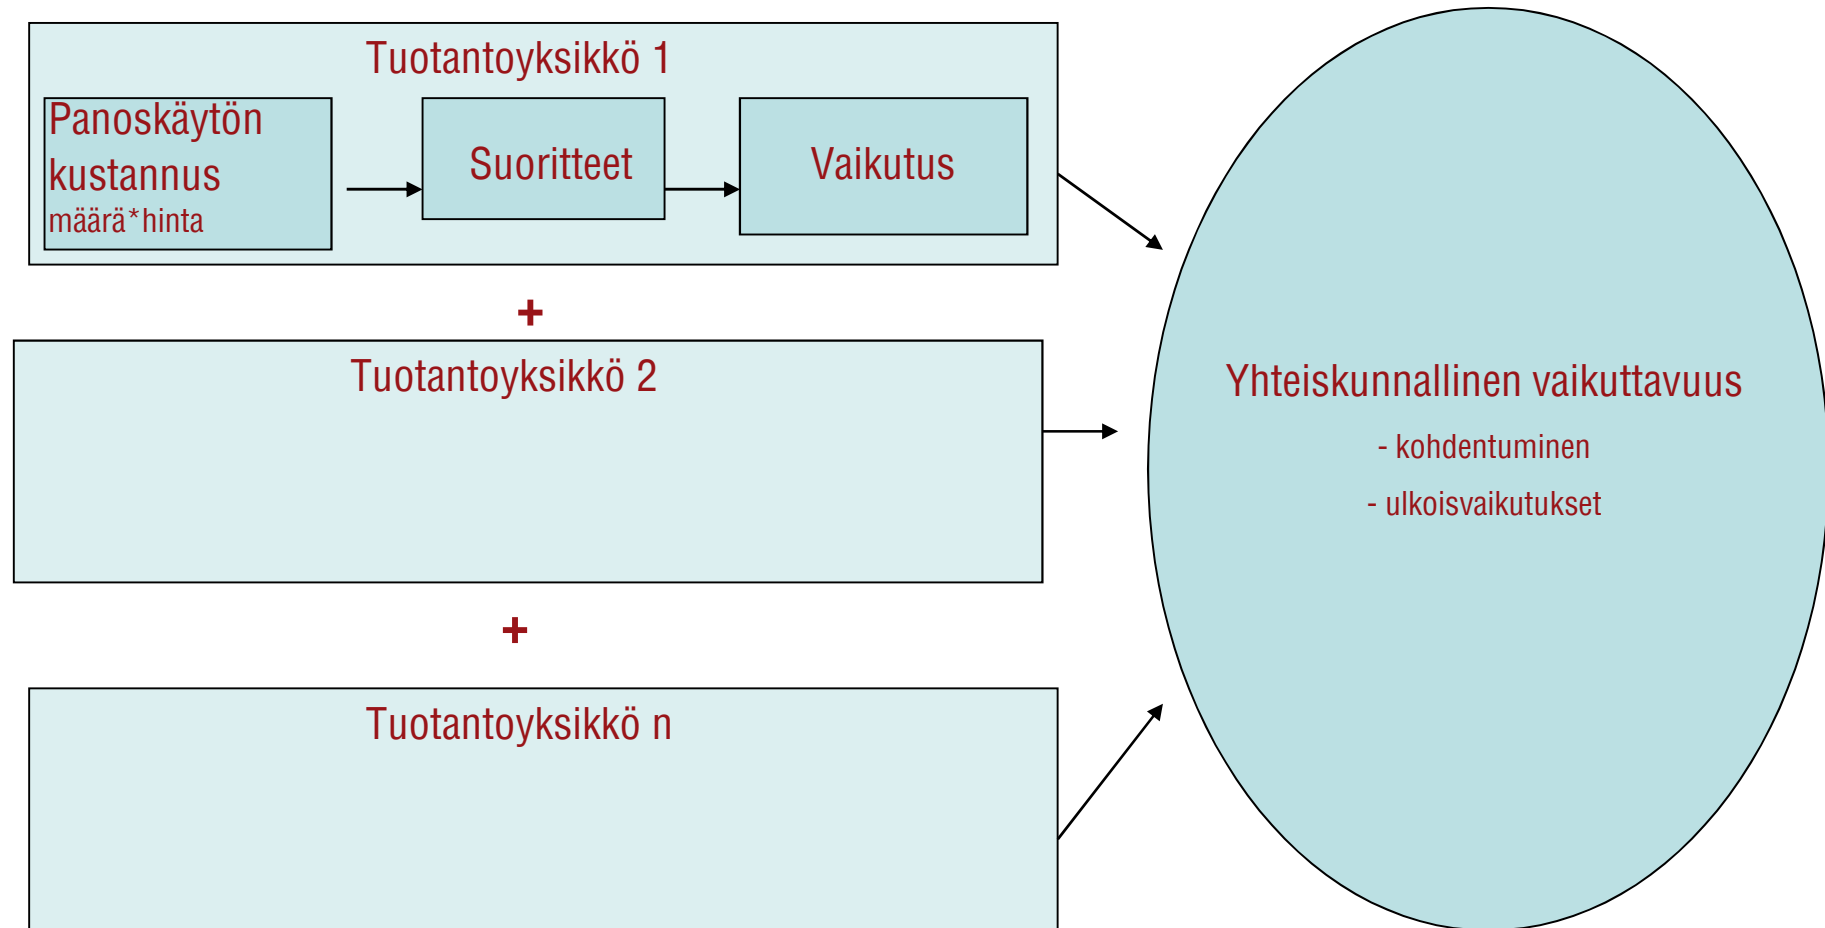 Tuotantoyksikkö 1
Panoskäytön
kustannus
määrä*hinta
Suoritteet
Vaikutus
+
Tuotantoyksikkö 2
+
Tuotantoyksikkö n
Yhteiskunnallinen vaikuttavuus
- kohdentuminen
- ulkoisvaikutukset